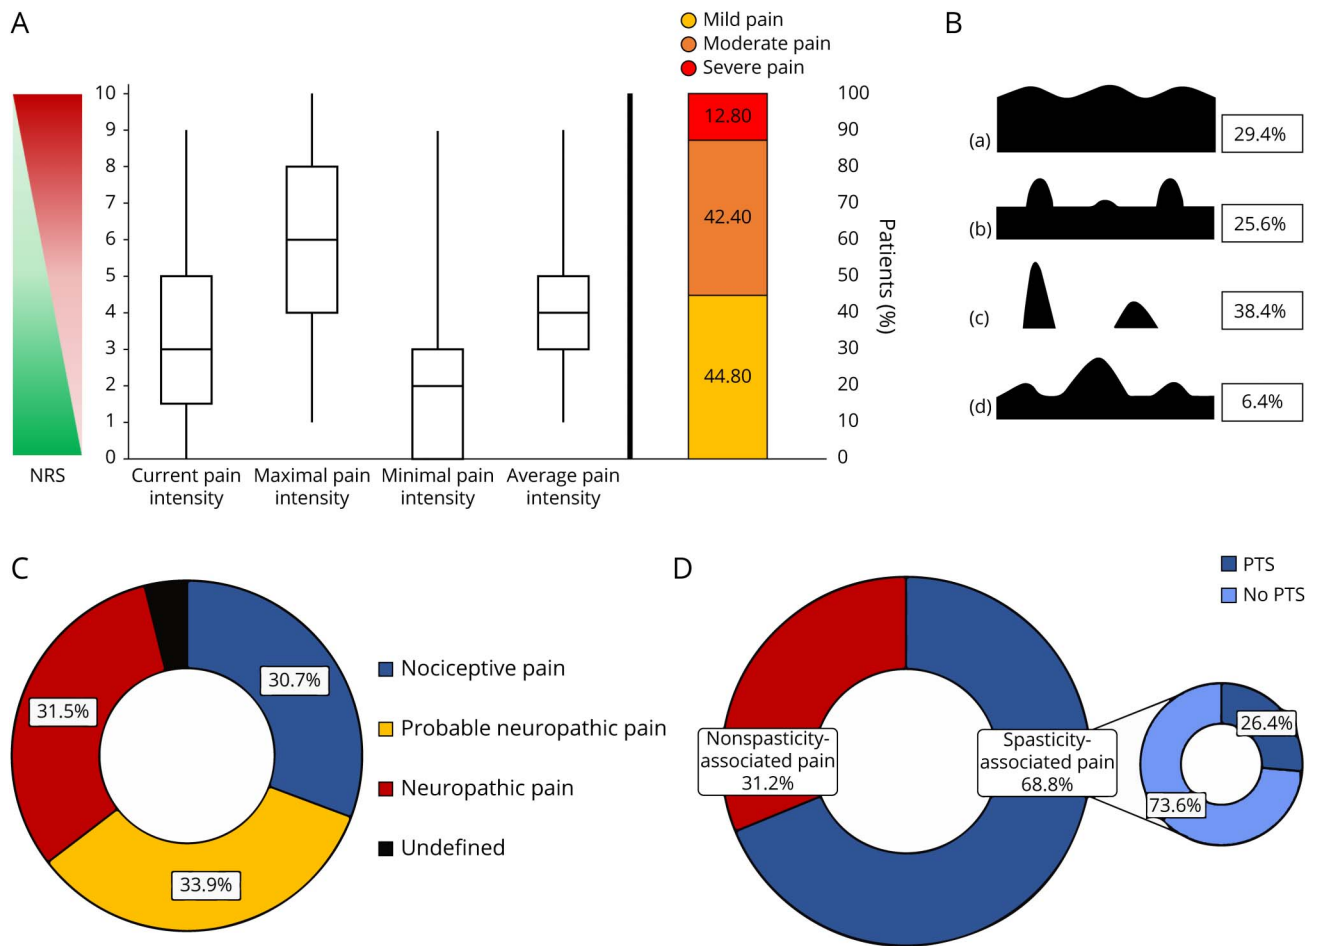 A
Mild pain
Moderate pain
Severe pain
10
9
8
7
6
5
4
3
2
1
0
NRS
Current pain
intensity
Maximal pain
intensity
Minimal pain
intensity
Average pain
intensity
12.80
42.40
44.80
100
90
80
70
60
50
40
30
20
10
0
Patients (%)
B
(a)
29.4%
(b)
25.6%
(c)
38.4%
(d)
6.4%
C
30.7%
31.5%
33.9%
Nociceptive pain
Probable neuropathic pain
Neuropathic pain
Undefined
D
PTS
No PTS
Nonspasticity-
associated pain
31.2%
Spasticity-
associated pain
68.8%
26.4%
73.6%